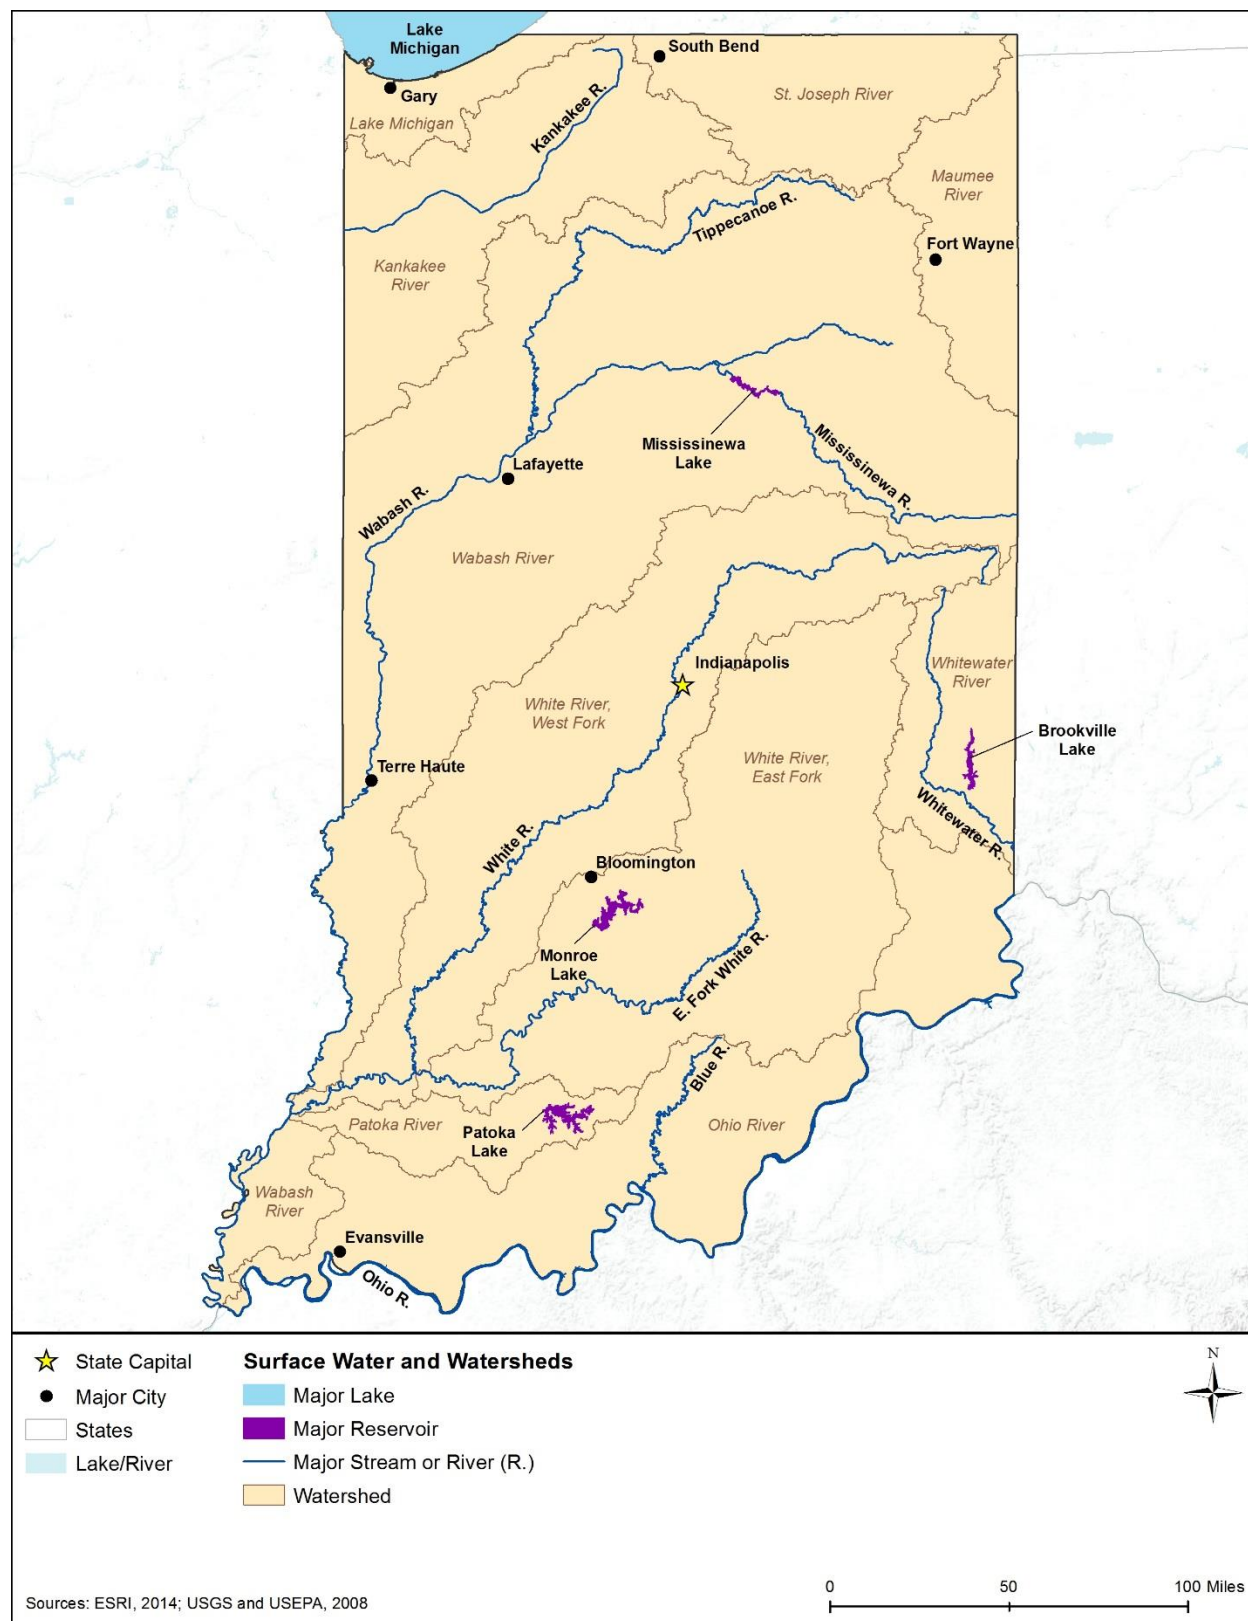 Lake
Michigan
South Bend
Gary
Lake Michigan
Kankakee R.
St. Joseph River
Maumee
River
Tippecanoe R.
Fort Wayne
Kankakee
River
Mississinewa
Lake
Mississinewa R.
Lafayette
Wabash R.
Wabash River
Indianapolis
Whitewater
River
White River,
West Fork
Brookville
Lake
White River,
East Fork
Terre Haute
Whitewater R.
White R.
Bloomington
Monroe
Lake
E. Fork White R.
Blue R.
Patoka River
Patoka
Lake
Ohio River
Wabash
River
Evansville
Ohio R.
State Capital
Major City
States
Lake/River
Surface Water and Watersheds
Major Lake
Major Reservoir
Major Stream or River (R.)
Watershed
N
Sources: ESRI, 2014; USGS and USEPA, 2008
0 50 100 Miles